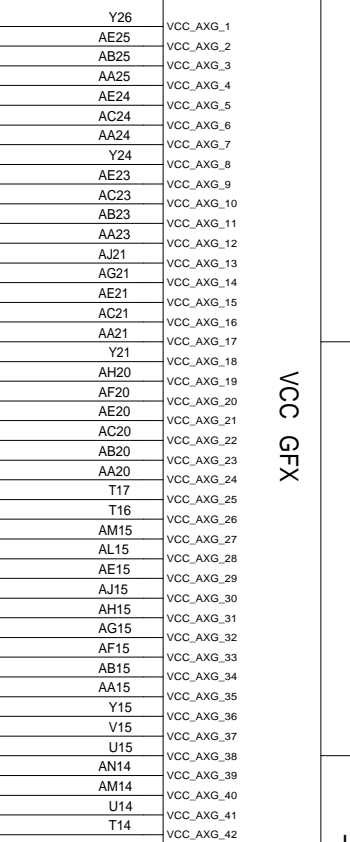 Y26 VCC_AXG_1
AE25 VCC_AXG_2
AB25 VCC_AXG_3
AA25 VCC_AXG_4
AE24 VCC_AXG_5
AC24 VCC_AXG_6
AA24 VCC_AXG_7
Y24 VCC_AXG_8
AE23 VCC_AXG_9
AC23 VCC_AXG_10
AB23 VCC_AXG_11
AA23 VCC_AXG_12
AJ21 VCC_AXG_13
AG21 VCC_AXG_14
AE21 VCC_AXG_15
AC21 VCC_AXG_16
AA21 VCC_AXG_17
Y21 VCC_AXG_18
AH20 VCC_AXG_19
AF20 VCC_AXG_20
AE20 VCC_AXG_21
AC20 VCC_AXG_22
AB20 VCC_AXG_23
AA20 VCC_AXG_24
T17 VCC_AXG_25
T16 VCC_AXG_26
AM15 VCC_AXG_27
AL15 VCC_AXG_28
AE15 VCC_AXG_29
AJ15 VCC_AXG_30
AH15 VCC_AXG_31
AG15 VCC_AXG_32
AF15 VCC_AXG_33
AB15 VCC_AXG_34
AA15 VCC_AXG_35
Y15 VCC_AXG_36
V15 VCC_AXG_37
U15 VCC_AXG_38
AN14 VCC_AXG_39
AM14 VCC_AXG_40
U14 VCC_AXG_41
T14 VCC_AXG_42
VCC GFX